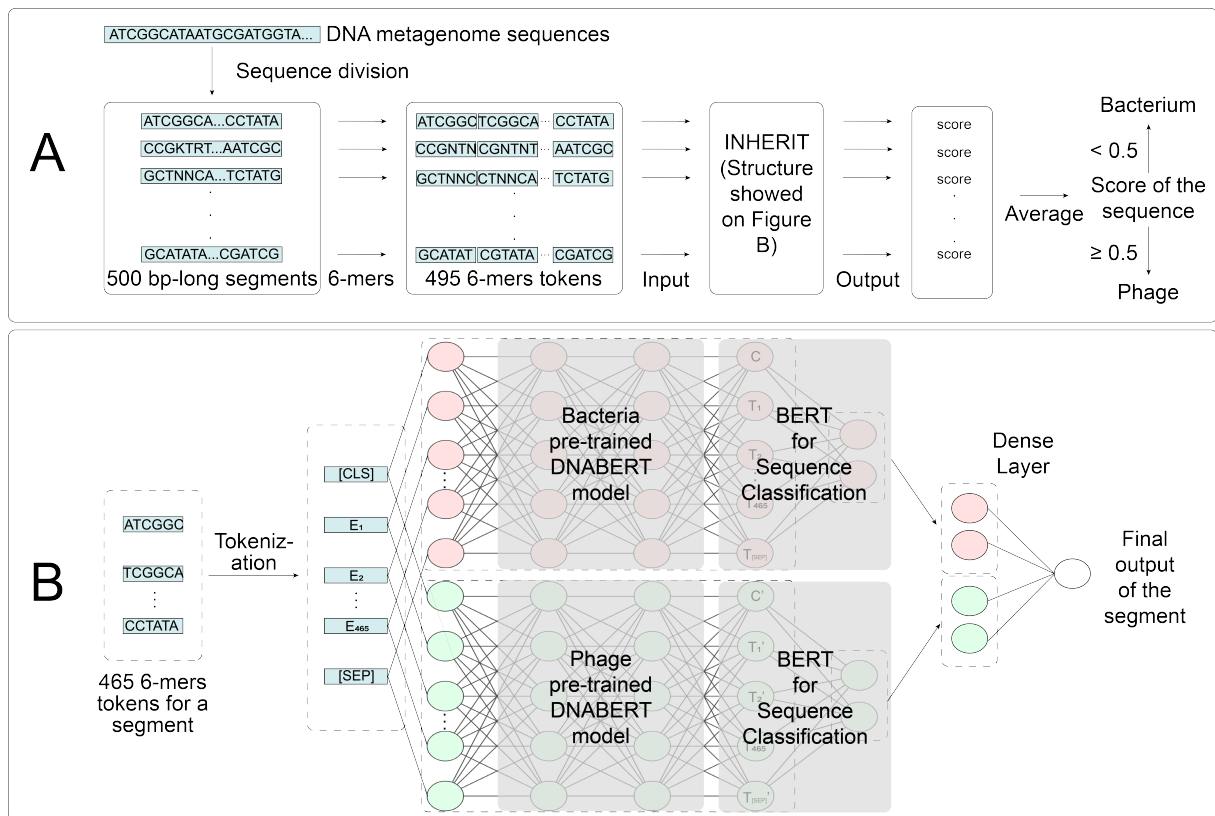 A
ATCGGCATAATGCGATGGTA...
DNA metagenome sequences
Sequence division
ATCGGCA...CCTATA
CCGKTRT...AATCGC
GCTNNCA...TCTATG
GCATATA...CGATCG
500 bp-long segments
6-mers
ATCGGC TCGGCA ... CCTATA
CCGNTN CGNTNT ... AATCGC
GCTNNC CTNNCA ... TCTATG
GCATAT CGTATA ... CGATCG
495 6-mers tokens
Input
INHERIT
(Structure
showed
on Figure
B)
Output
score
score
score
score
Average
Bacterium
< 0.5
Score of the
sequence
≥ 0.5
Phage
B
ATCGGC
TCGGCA
CCTATA
465 6-mers
tokens for a
segment
Tokeniz-
ation
[CLS]
E₁
E₂
E₄₆₅
[SEP]
Bacteria
pre-trained
DNABERT
model
C
T₁
T₂
T₄₆₅
T[SEP]
BERT
for
Sequence
Classification
Phage
pre-trained
DNABERT
model
C'
T₁'
T₂'
T₄₆₅
T[SEP]'
BERT
for
Sequence
Classification
Dense
Layer
Final
output
of the
segment